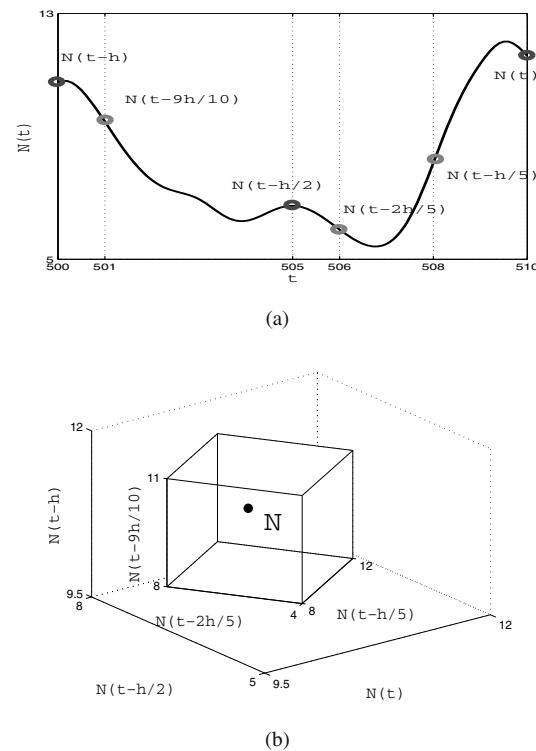 13
N(t-h)
N(t)
N(t-9h/10)
N(t)
N(t-h/2)
N(t-h/5)
N(t-2h/5)
5
500 501 505 506 508 510
t
(a)
12
11
N(t-h)
N(t-9h/10)
N
12
9.5
8
8
N(t-2h/5)
4 8
N(t-h/5)
12
N(t-h/2)
5 9.5
N(t)
(b)